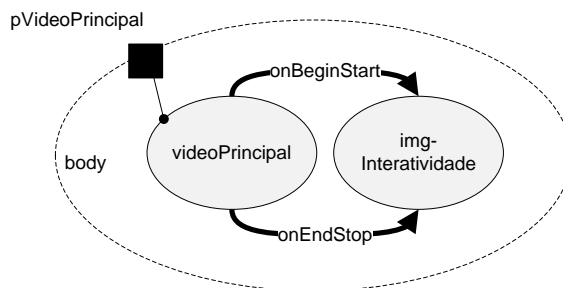 pVideoPrincipal
onBeginStart
videoPrincipal
img-
Interatividade
body
onEndStop